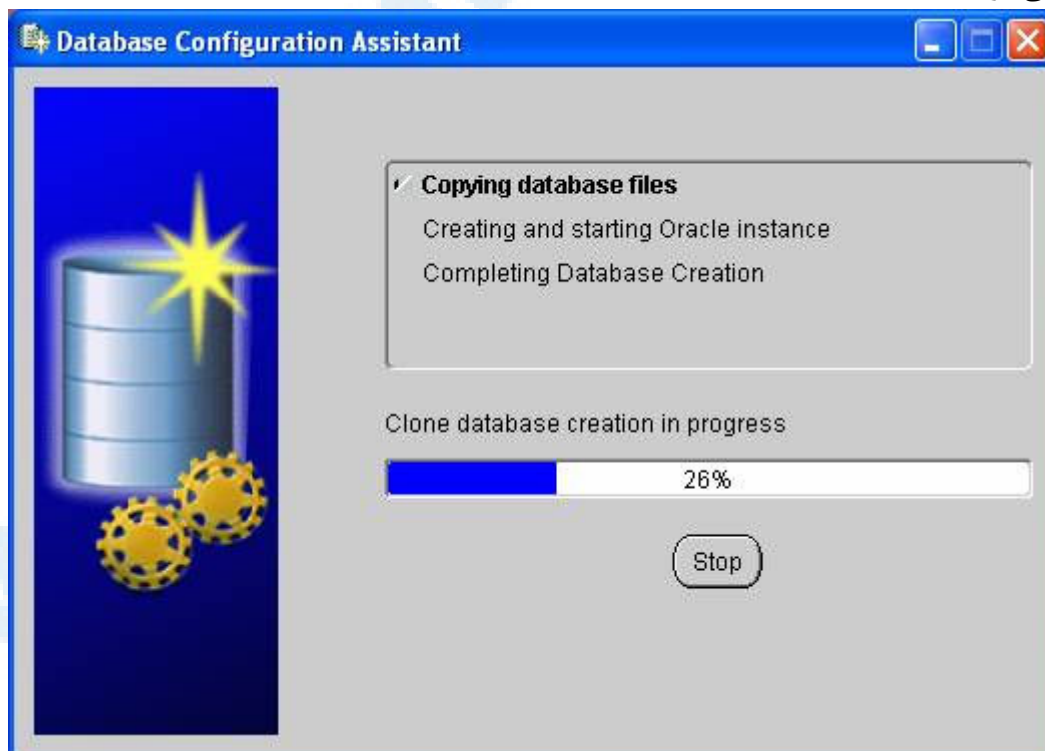 Database Configuration Assistant
Copying database files
Creating and starting Oracle instance
Completing Database Creation
Clone database creation in progress
26%
Stop